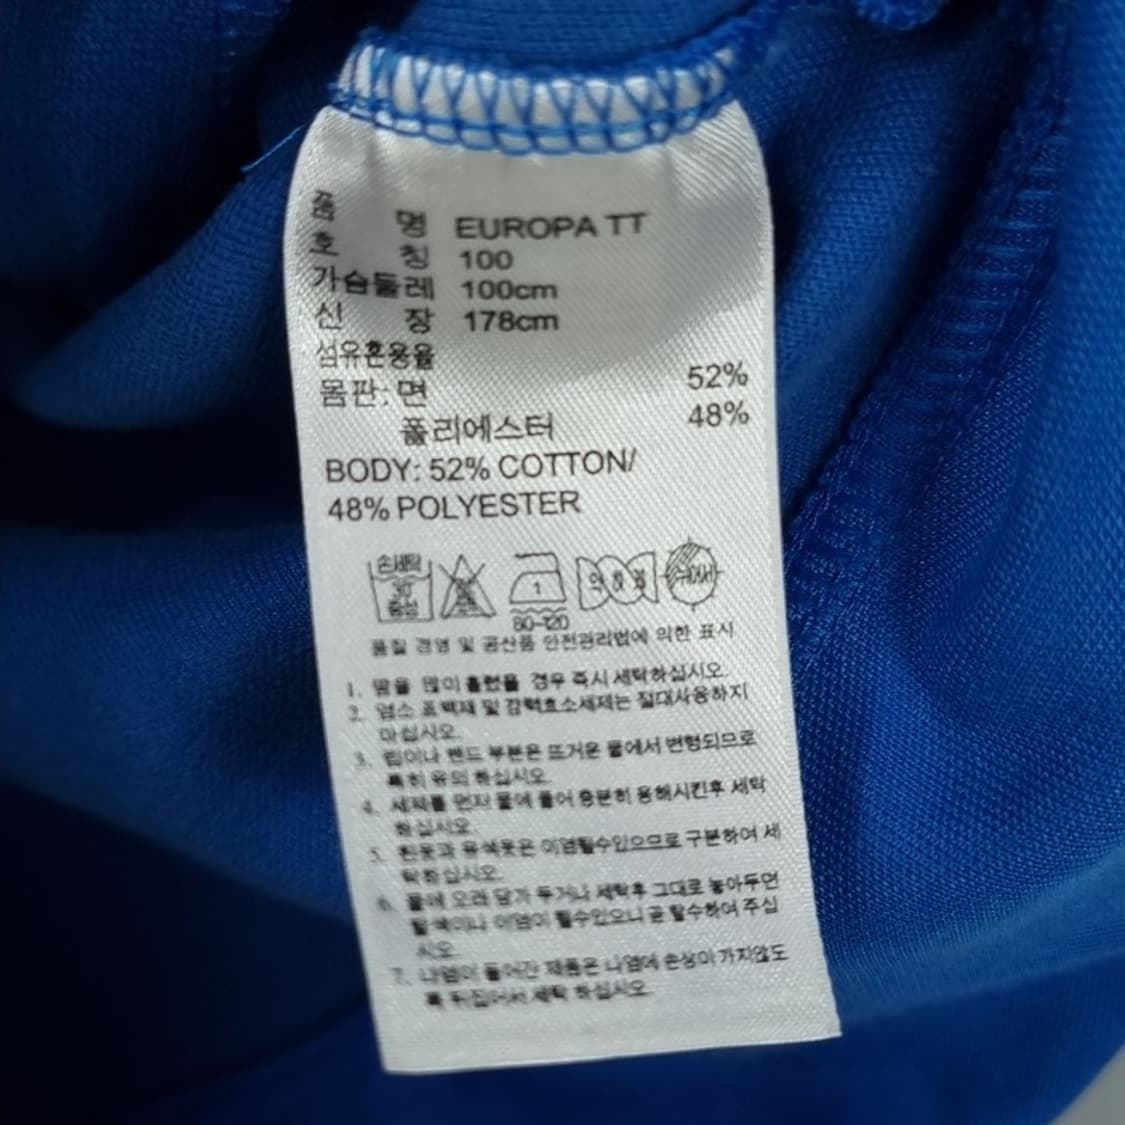 품 명 EUROPA TT
호 칭 100
가슴둘레 100cm
신 장 178cm
섬유혼용율
몸판: 면 52%
폴리에스터 48%
BODY: 52% COTTON/
48% POLYESTER
손세탁
30
중성
1
80~120
품질 경영 및 공산품 안전관리법에 의한 표시
1. 땀을 많이 흘렸을 경우 즉시 세탁하십시오.
2. 염소 표백제 및 강력효소세제는 절대사용하지
마십시오.
3. 립이나 밴드 부분은 뜨거운 물에서 변형되므로
특히 유의 하십시오.
4. 세제를 먼저 물에 풀어 충분히 용해시킨후 세탁
하십시오.
5. 흰옷과 유색옷은 이염될수있으므로 구분하여 세
탁하십시오.
6. 물에 오래 담가 두거나 세탁후 그대로 놓아두면
탈색이나 이염이 될수있으니 곧 탈수하여 주십
시오.
7. 나염이 들어간 제품은 나염에 손상이 가지않도
록 뒤집어서 세탁 하십시오.